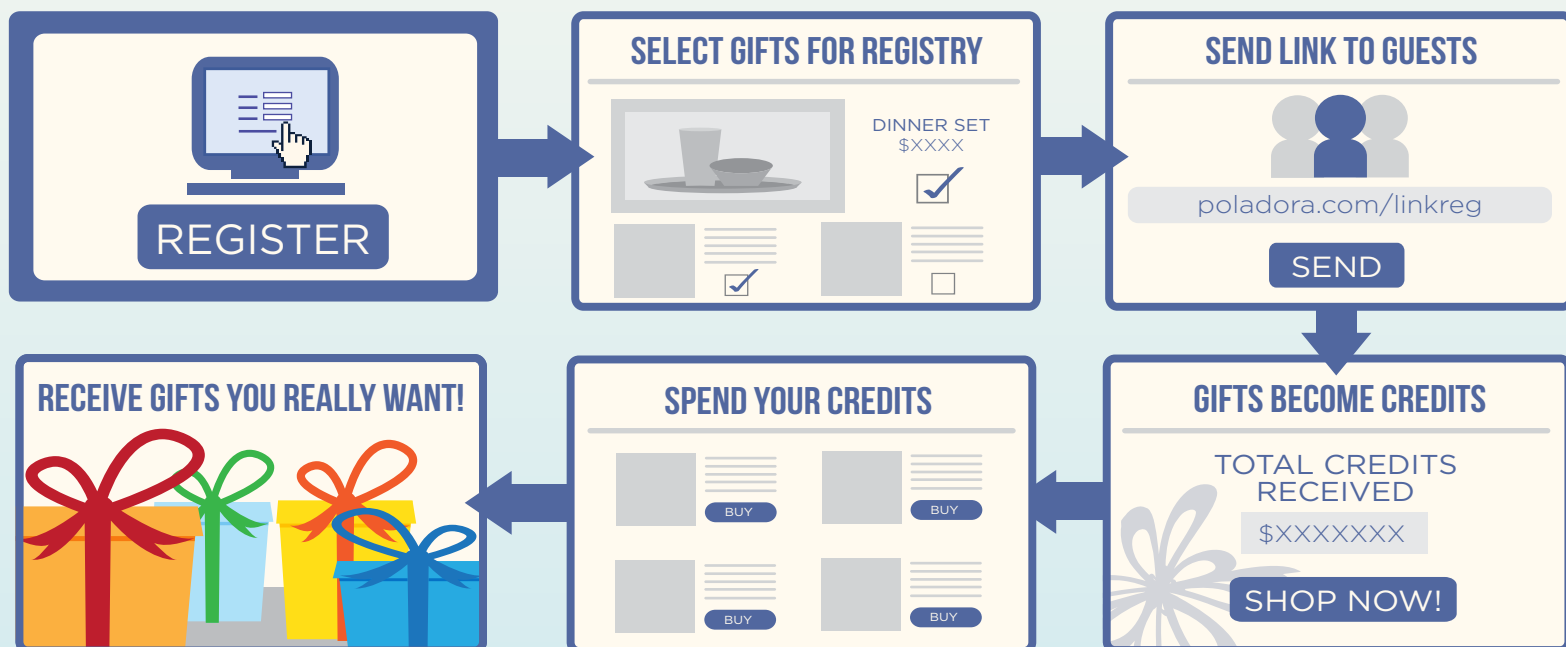 REGISTER
SELECT GIFTS FOR REGISTRY
DINNER SET
$XXXX
SEND LINK TO GUESTS
poladora.com/linkreg
SEND
GIFTS BECOME CREDITS
TOTAL CREDITS
RECEIVED
$XXXXXXX
SHOP NOW!
SPEND YOUR CREDITS
BUY
BUY
BUY
BUY
RECEIVE GIFTS YOU REALLY WANT!